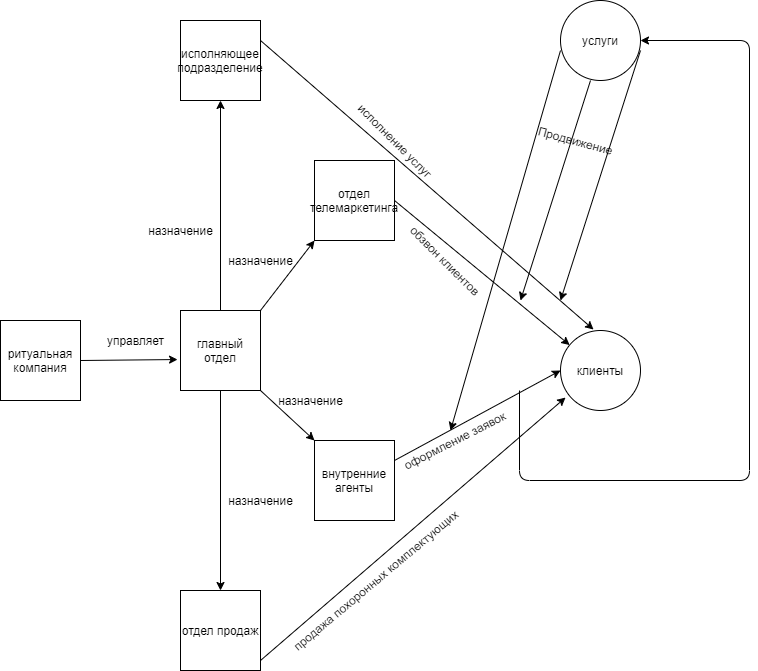 услуги
исполняющее
подразделение
исполнение услуг
Продвижение
отдел
телемаркетинга
назначение
назначение
обзвон клиентов
управляет
ритуальная
компания
главный
отдел
клиенты
назначение
оформление заявок
внутренние
агенты
назначение
продажа похоронных комплектующих
отдел продаж